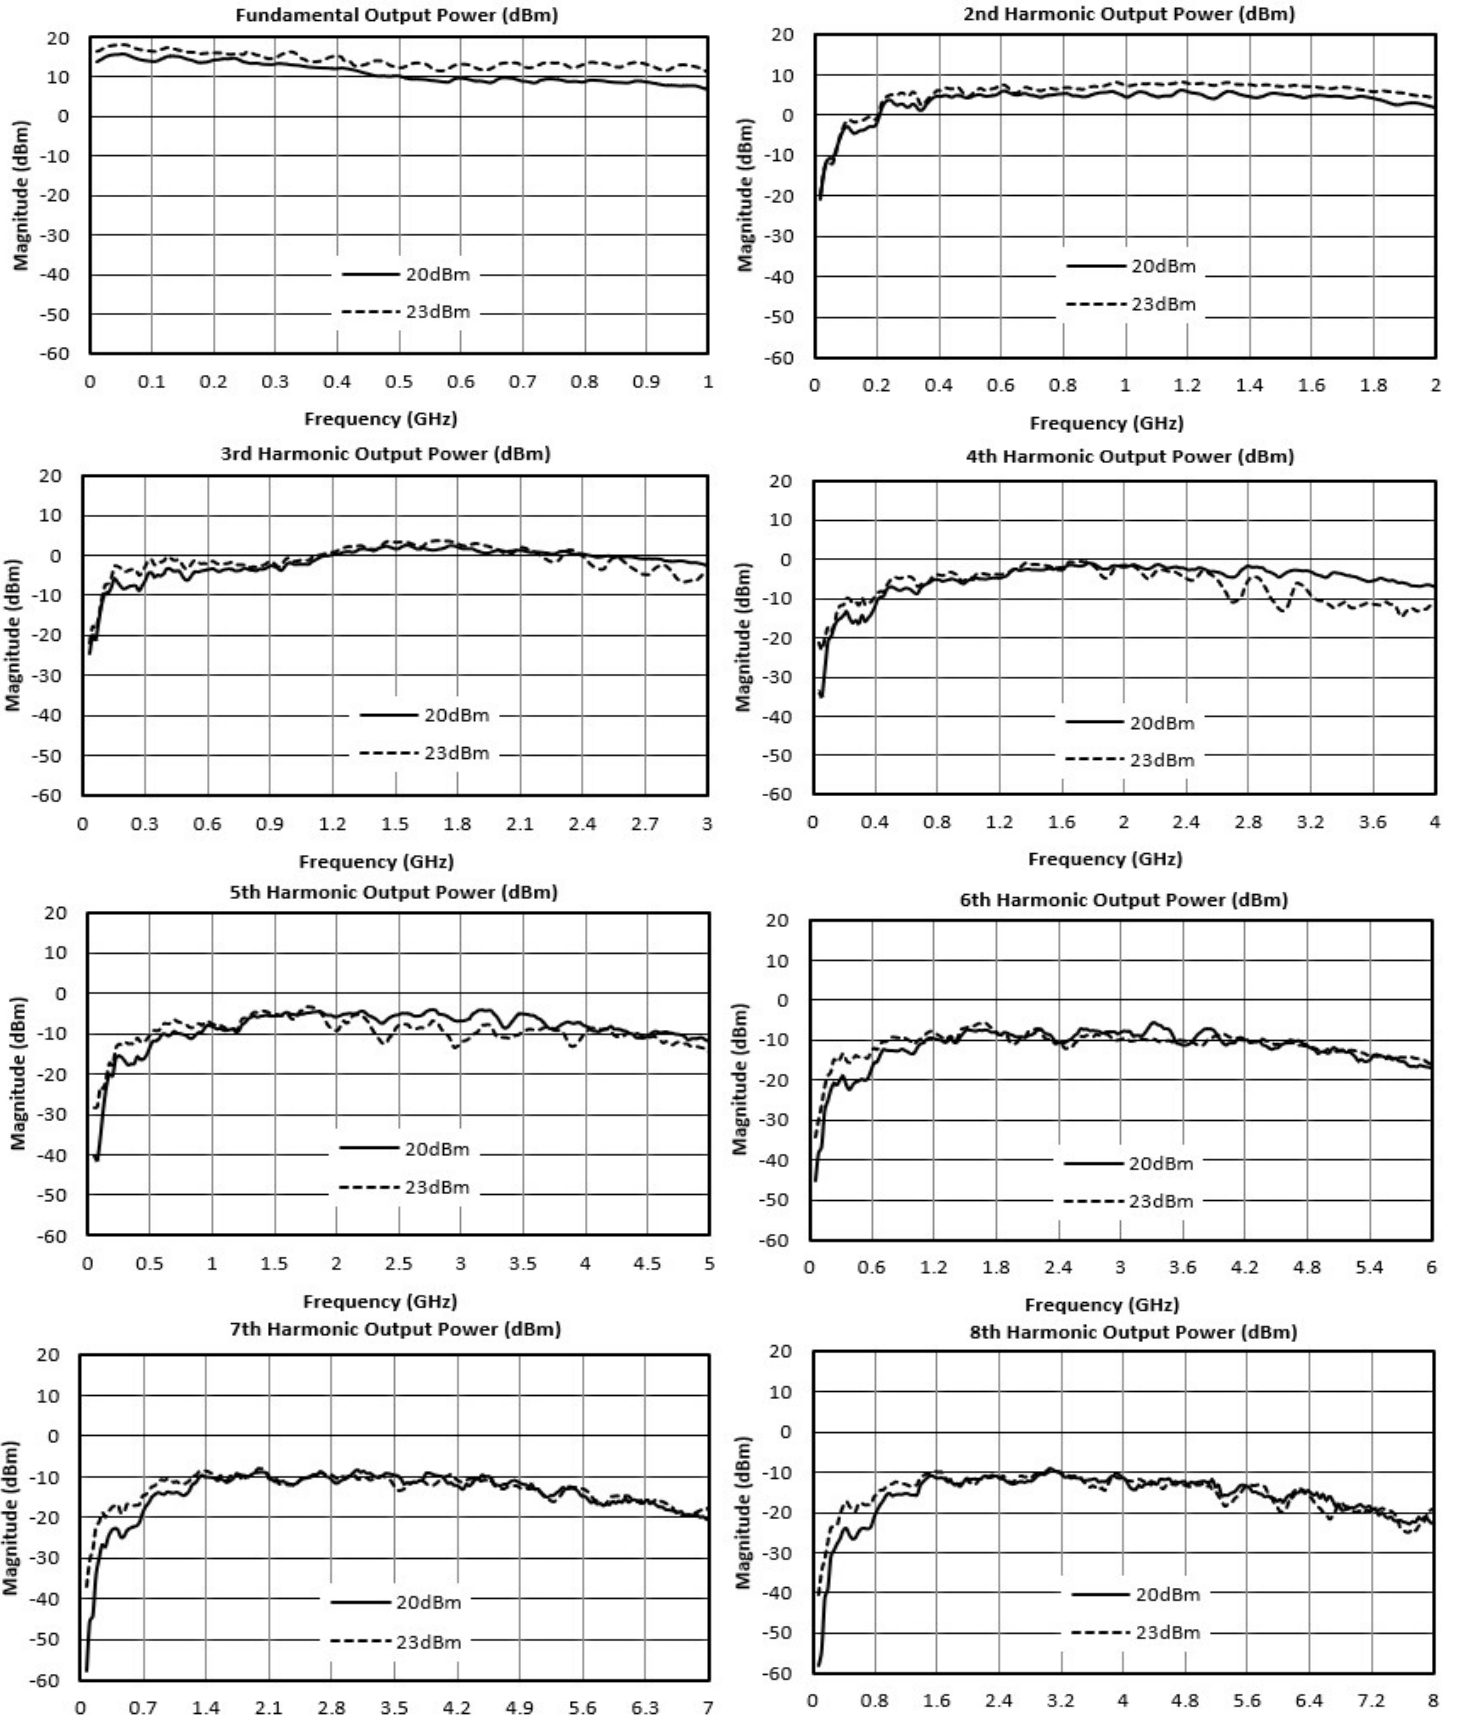 Fundamental Output Power (dBm)
20
10
0
-10
-20
-30
-40
-50
-60
Magnitude (dBm)
20dBm
23dBm
0 0.1 0.2 0.3 0.4 0.5 0.6 0.7 0.8 0.9 1
Frequency (GHz)
2nd Harmonic Output Power (dBm)
20
10
0
-10
-20
-30
-40
-50
-60
Magnitude (dBm)
20dBm
23dBm
0 0.2 0.4 0.6 0.8 1 1.2 1.4 1.6 1.8 2
Frequency (GHz)
3rd Harmonic Output Power (dBm)
20
10
0
-10
-20
-30
-40
-50
-60
Magnitude (dBm)
20dBm
23dBm
0 0.3 0.6 0.9 1.2 1.5 1.8 2.1 2.4 2.7 3
Frequency (GHz)
4th Harmonic Output Power (dBm)
20
10
0
-10
-20
-30
-40
-50
-60
Magnitude (dBm)
20dBm
23dBm
0 0.4 0.8 1.2 1.6 2 2.4 2.8 3.2 3.6 4
Frequency (GHz)
5th Harmonic Output Power (dBm)
20
10
0
-10
-20
-30
-40
-50
-60
Magnitude (dBm)
20dBm
23dBm
0 0.5 1 1.5 2 2.5 3 3.5 4 4.5 5
Frequency (GHz)
6th Harmonic Output Power (dBm)
20
10
0
-10
-20
-30
-40
-50
-60
Magnitude (dBm)
20dBm
23dBm
0 0.6 1.2 1.8 2.4 3 3.6 4.2 4.8 5.4 6
Frequency (GHz)
7th Harmonic Output Power (dBm)
20
10
0
-10
-20
-30
-40
-50
-60
Magnitude (dBm)
20dBm
23dBm
0 0.7 1.4 2.1 2.8 3.5 4.2 4.9 5.6 6.3 7
8th Harmonic Output Power (dBm)
20
10
0
-10
-20
-30
-40
-50
-60
Magnitude (dBm)
20dBm
23dBm
0 0.8 1.6 2.4 3.2 4 4.8 5.6 6.4 7.2 8